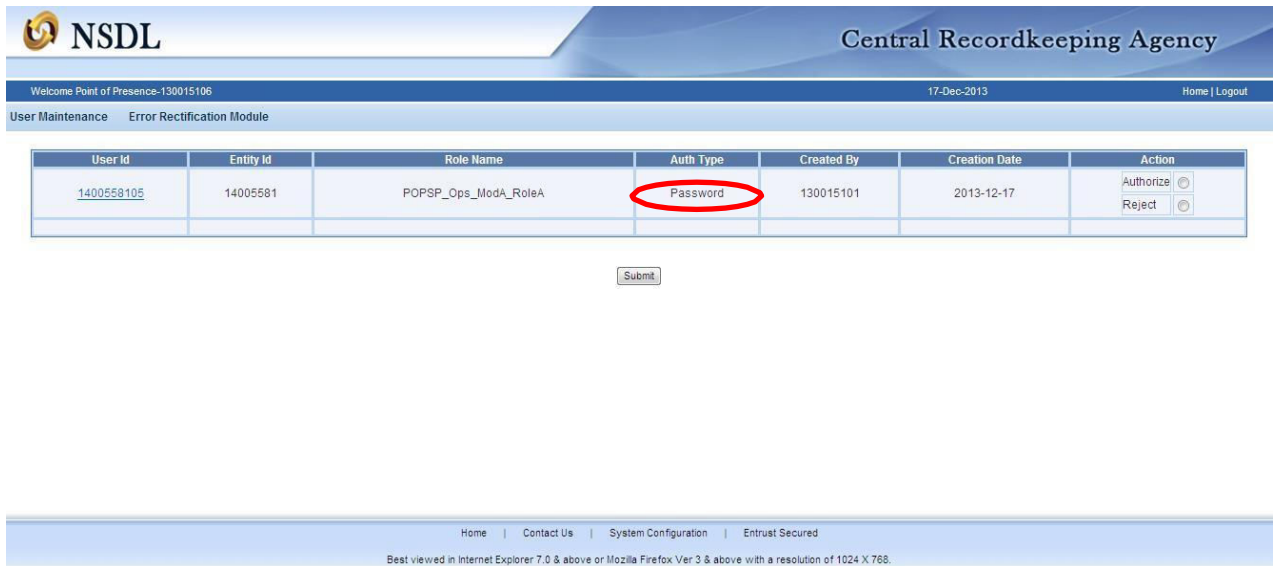 NSDL
Central Recordkeeping Agency
Welcome Point of Presence-130015106 17-Dec-2013 Home | Logout
User Maintenance Error Rectification Module
User Id Entity Id Role Name Auth Type Created By Creation Date Action
1400558105 14005581 POPSP_Ops_ModA_RoleA Password 130015101 2013-12-17 Authorize
Reject
Submit
Home | Contact Us | System Configuration | Entrust Secured
Best viewed in Internet Explorer 7.0 & above or Mozilla Firefox Ver 3 & above with a resolution of 1024 X 768.